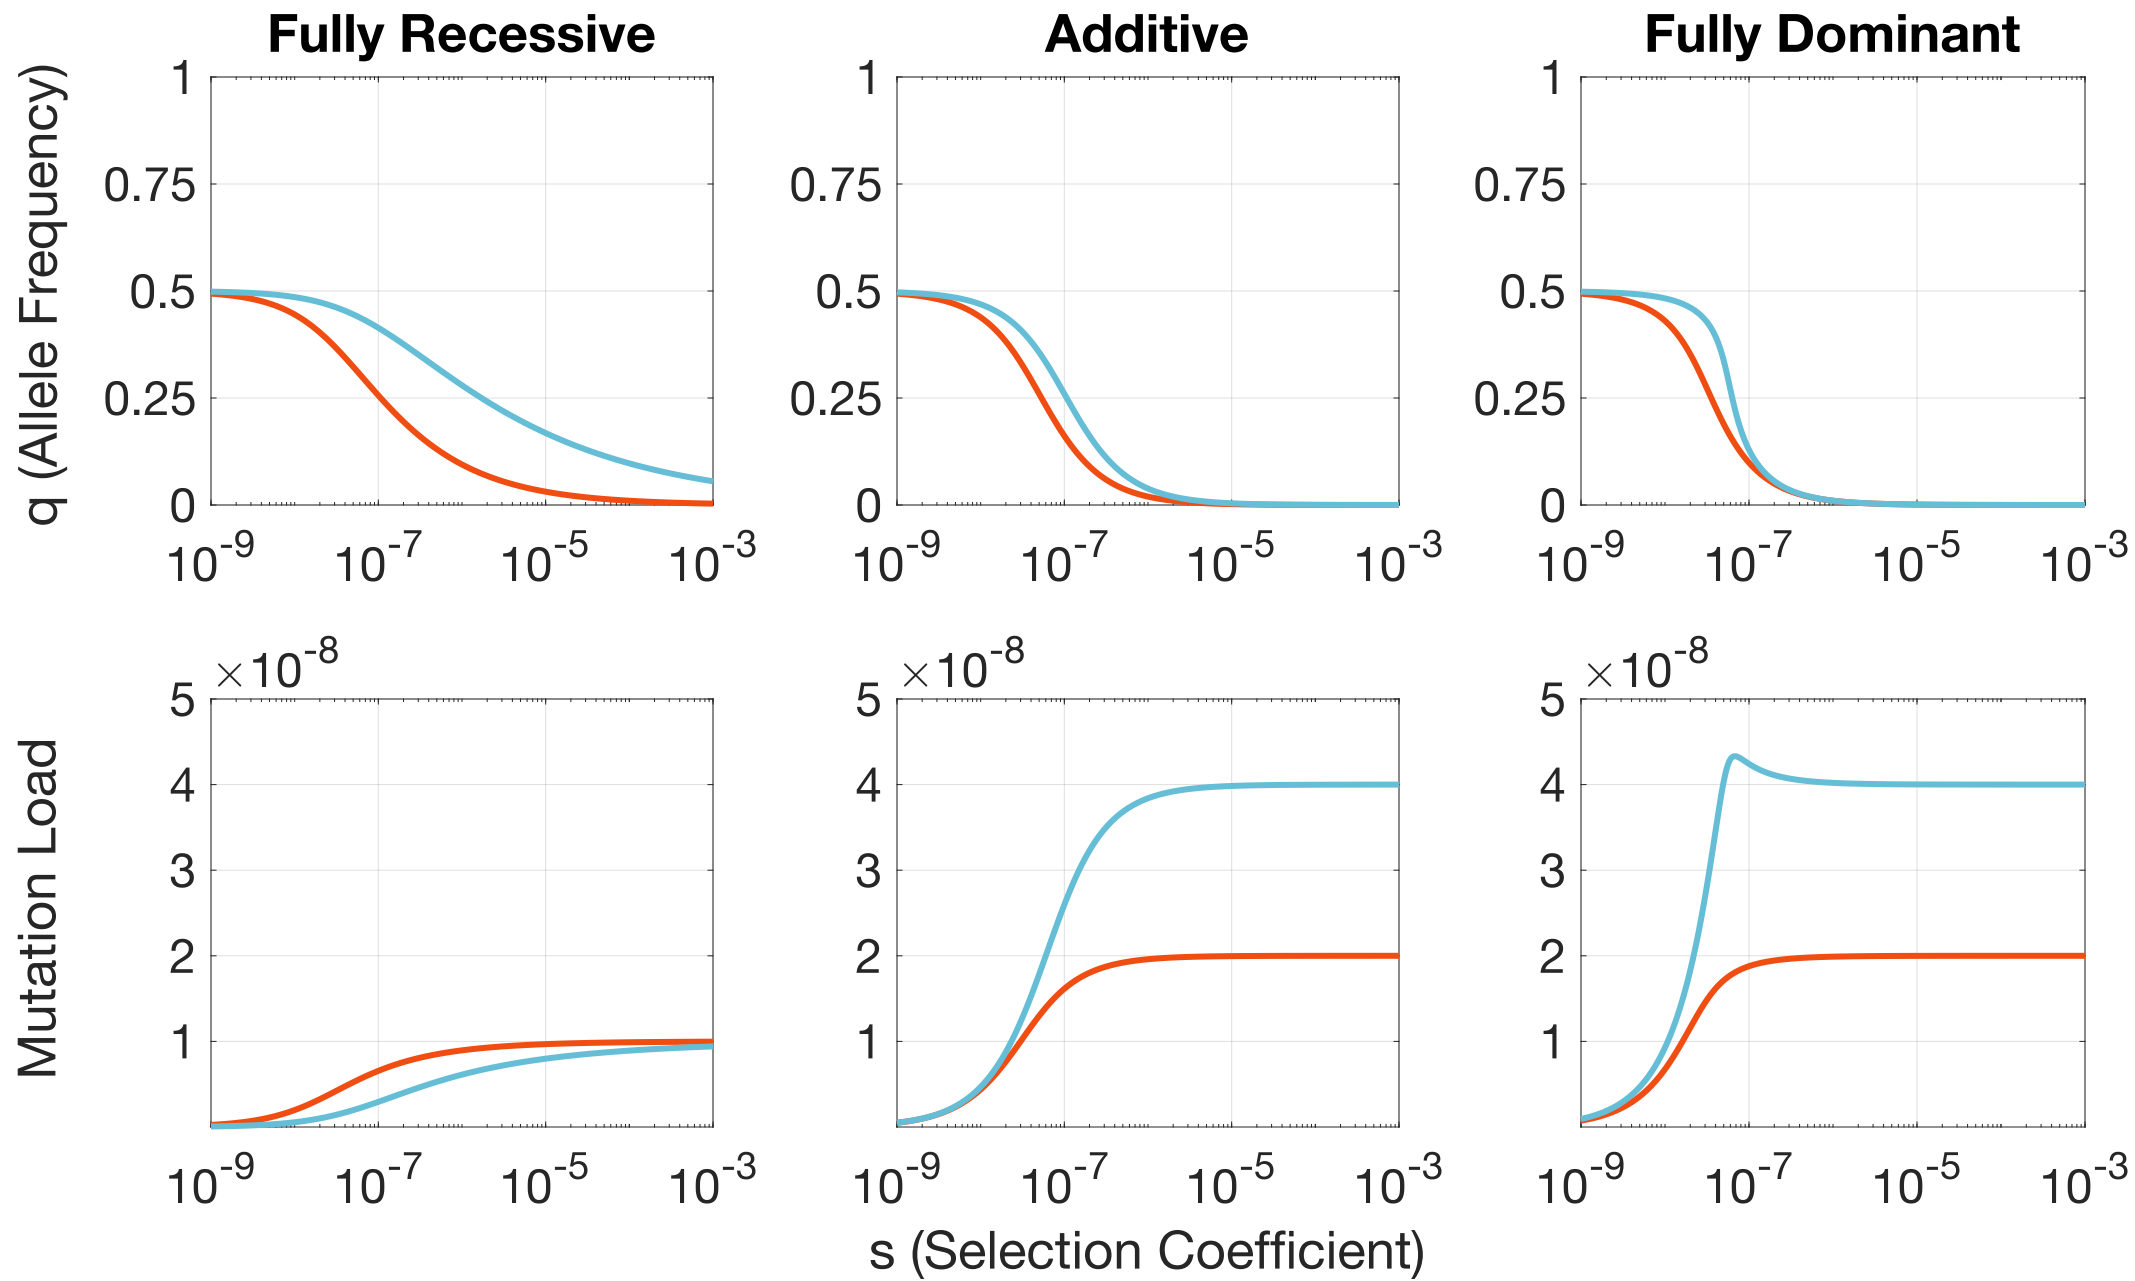 Fully Recessive Additive Fully Dominant
q (Allele Frequency)
1 1 1
0.75 0.75 0.75
0.5 0.5 0.5
0.25 0.25 0.25
0 0 0
10^-9 10^-7 10^-5 10^-3 10^-9 10^-7 10^-5 10^-3 10^-9 10^-7 10^-5 10^-3
Mutation Load
×10^-8 ×10^-8 ×10^-8
5 5 5
4 4 4
3 3 3
2 2 2
1 1 1
10^-9 10^-7 10^-5 10^-3 10^-9 10^-7 10^-5 10^-3 10^-9 10^-7 10^-5 10^-3
s (Selection Coefficient)